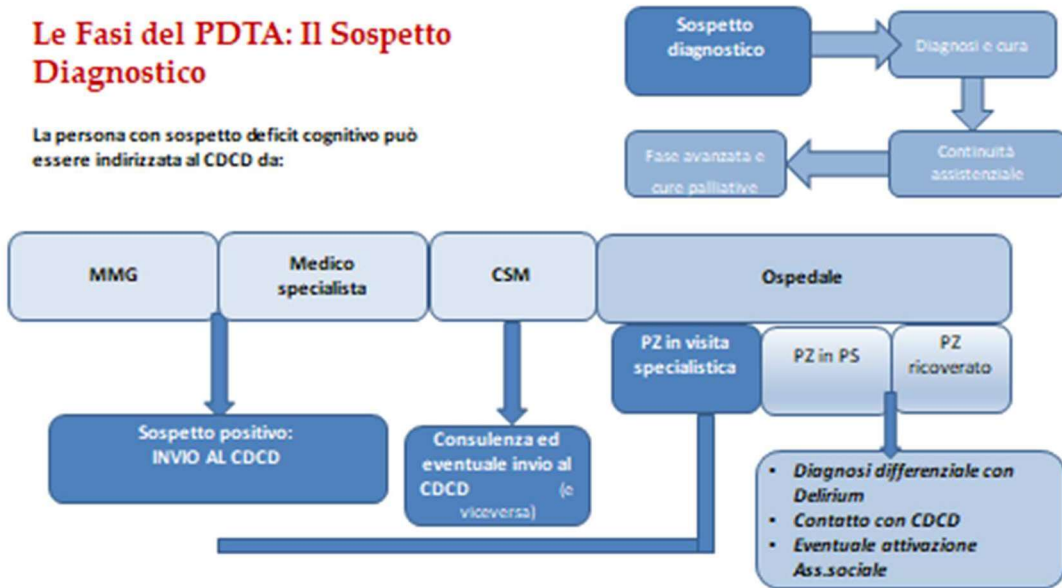 Le Fasi del PDTA: Il Sospetto
Diagnostico
La persona con sospetto deficit cognitivo può
essere indirizzata al CDCD da:
Sospetto
diagnostico
Diagnosi e cura
Continuità
assistenziale
Fase avanzata e
cure palliative
MMG
Medico
specialista
CSM
Ospedale
PZ in visita
specialistica
PZ in PS
PZ
ricoverato
Sospetto positivo:
INVIO AL CDCD
Consulenza ed
eventuale invio al
CDCD (e
viceversa)
• Diagnosi differenziale con
Delirium
• Contatto con CDCD
• Eventuale attivazione
Ass.sociale